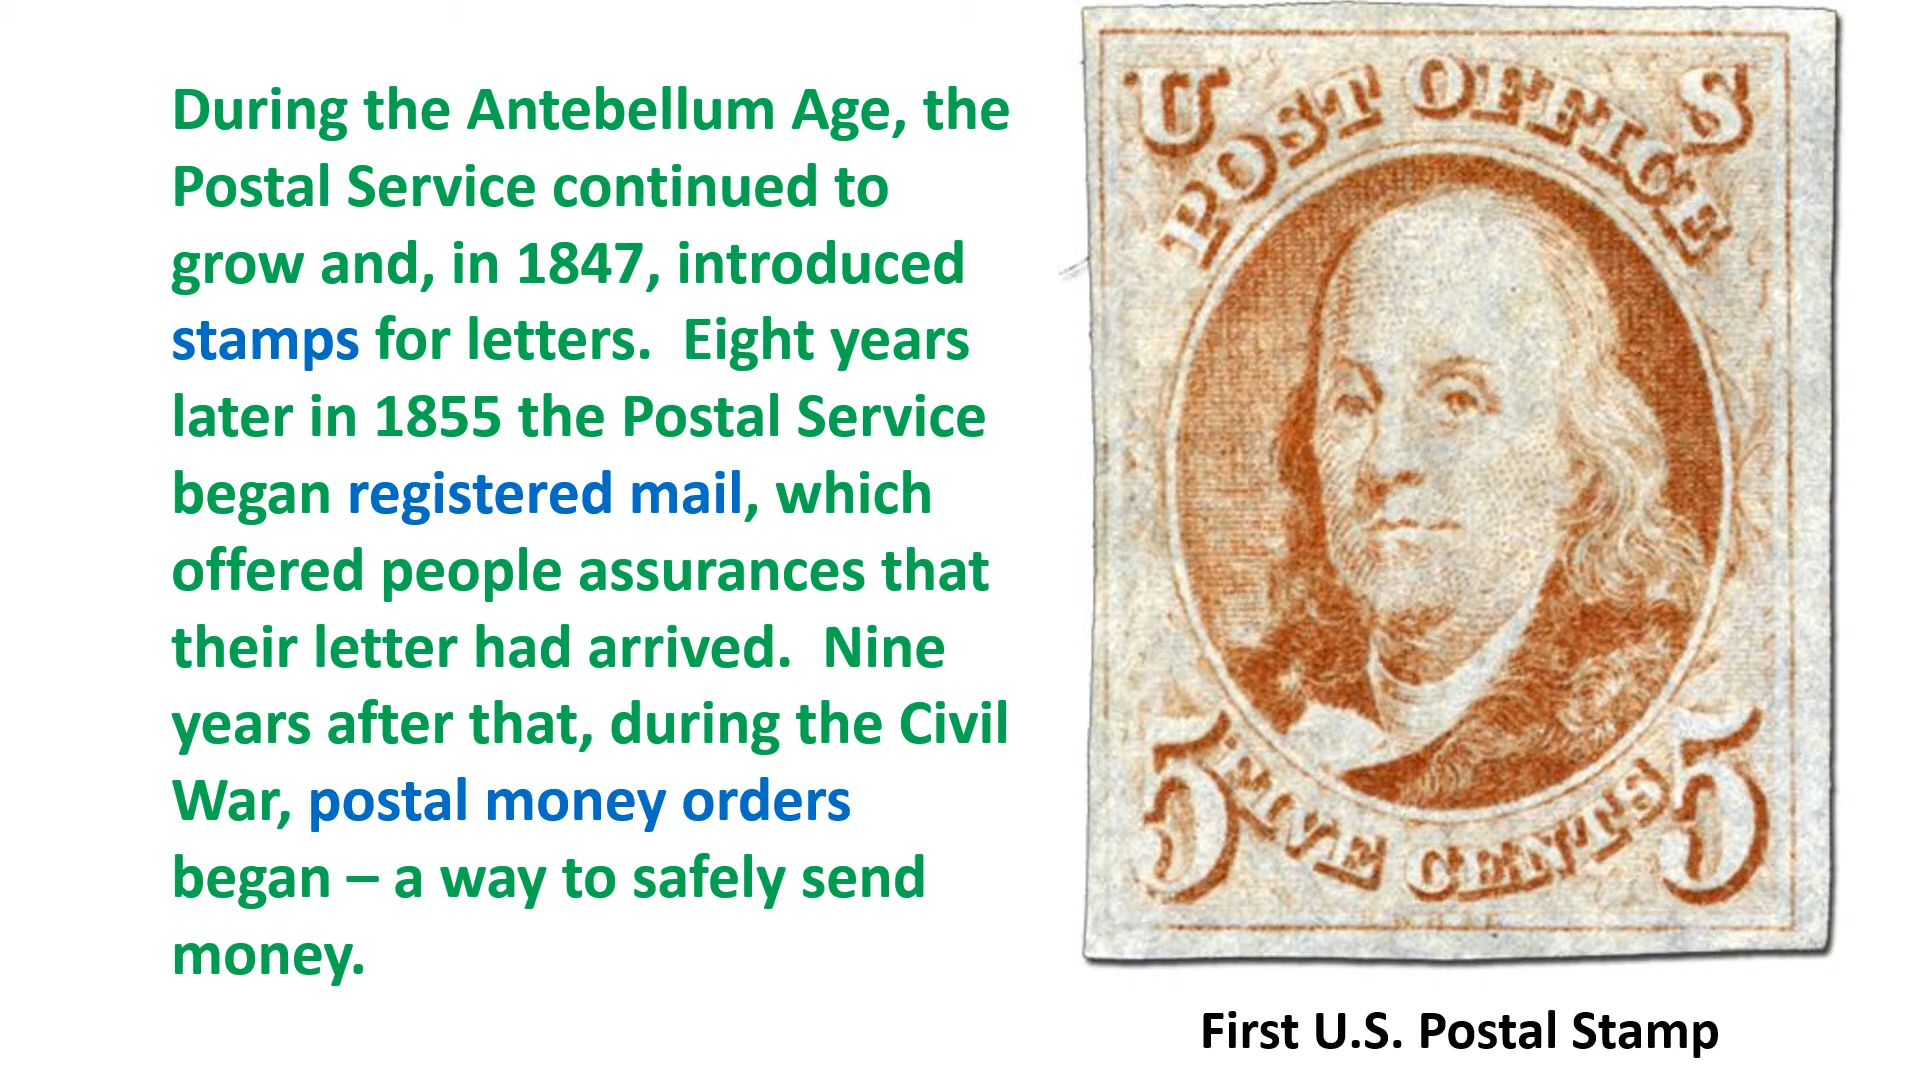 During the Antebellum Age, the
Postal Service continued to
grow and, in 1847, introduced
stamps for letters.  Eight years
later in 1855 the Postal Service
began registered mail, which
offered people assurances that
their letter had arrived.  Nine
years after that, during the Civil
War, postal money orders
began – a way to safely send
money.
U S
POST OFFICE
5 5
FIVE CENTS
First U.S. Postal Stamp